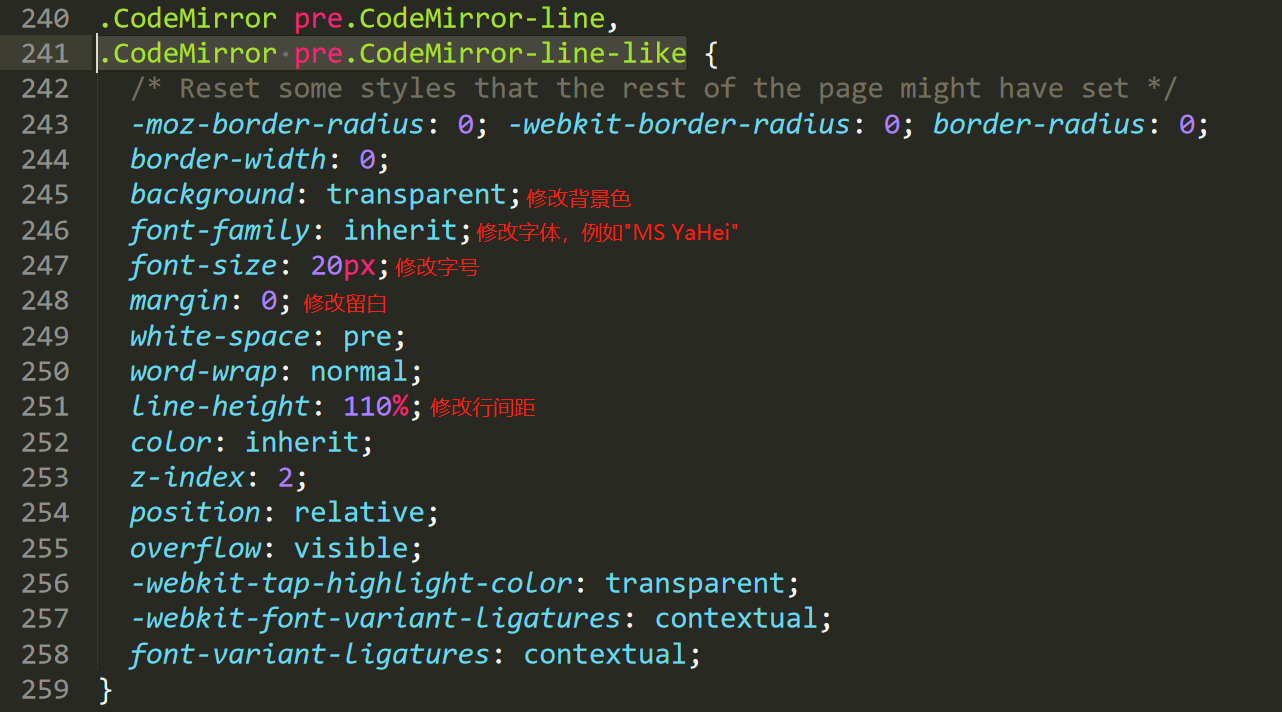 240 .CodeMirror pre.CodeMirror-line,
241 .CodeMirror pre.CodeMirror-line-like {
242 /* Reset some styles that the rest of the page might have set */
243 -moz-border-radius: 0; -webkit-border-radius: 0; border-radius: 0;
244 border-width: 0;
245 background: transparent; 修改背景色
246 font-family: inherit; 修改字体，例如"MS YaHei"
247 font-size: 20px; 修改字号
248 margin: 0; 修改留白
249 white-space: pre;
250 word-wrap: normal;
251 line-height: 110%; 修改行间距
252 color: inherit;
253 z-index: 2;
254 position: relative;
255 overflow: visible;
256 -webkit-tap-highlight-color: transparent;
257 -webkit-font-variant-ligatures: contextual;
258 font-variant-ligatures: contextual;
259 }